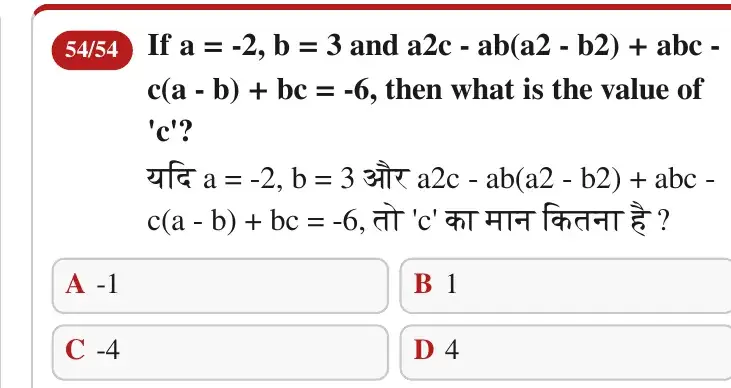 54/54 If a = -2, b = 3 and a2c - ab(a2 - b2) + abc -
c(a - b) + bc = -6, then what is the value of
'c'?
यदि a = -2, b = 3 और a2c - ab(a2 - b2) + abc -
c(a - b) + bc = -6, तो 'c' का मान कितना है ?
A -1
B 1
C -4
D 4